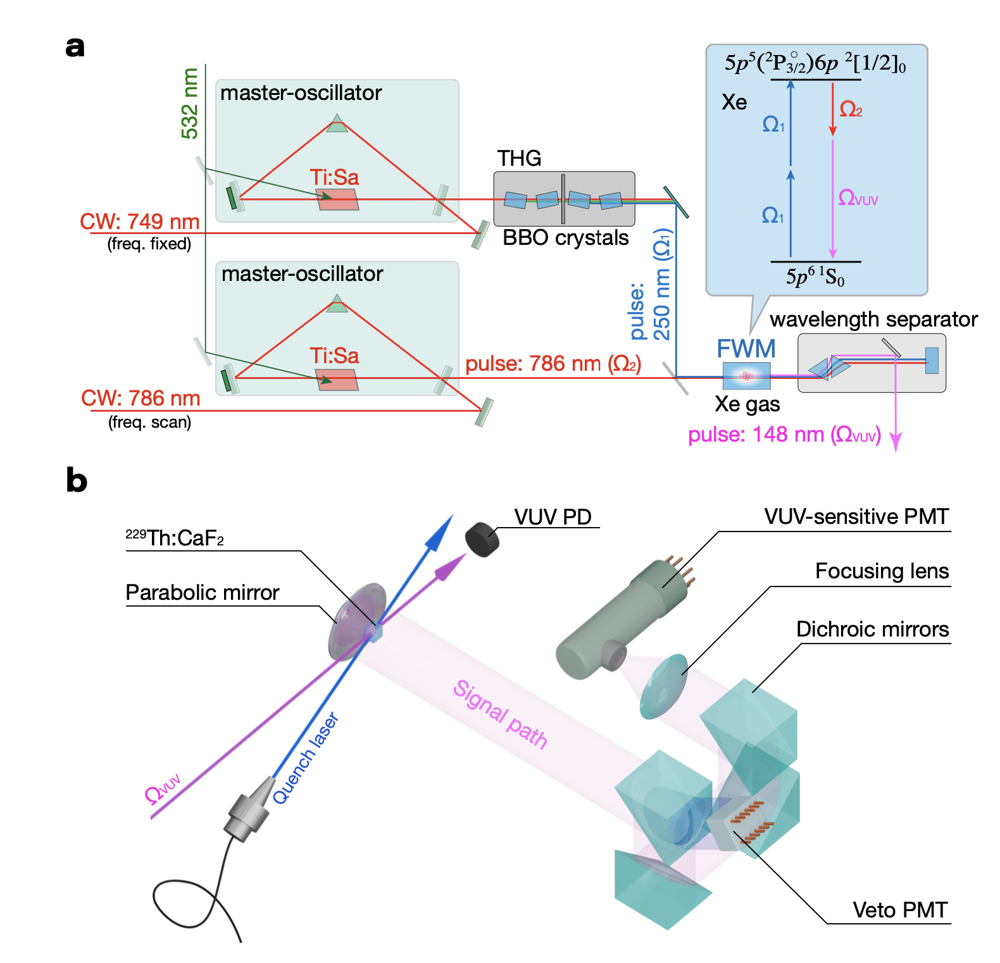 a
532 nm
master-oscillator
Ti:Sa
CW: 749 nm
(freq. fixed)
THG
BBO crystals
pulse:
250 nm (Ω₁)
master-oscillator
Ti:Sa
CW: 786 nm
(freq. scan)
pulse: 786 nm (Ω₂)
5p⁵(²P°₃/₂)6p ²[1/2]₀
Xe
Ω₁
Ω₂
Ω₁
Ωᴠᴜᴠ
5p⁶ ¹S₀
wavelength separator
FWM
Xe gas
pulse: 148 nm (Ωᴠᴜᴠ)
b
²²⁹Th:CaF₂
Parabolic mirror
VUV PD
VUV-sensitive PMT
Focusing lens
Dichroic mirrors
Signal path
Quench laser
Ωᴠᴜᴠ
Veto PMT